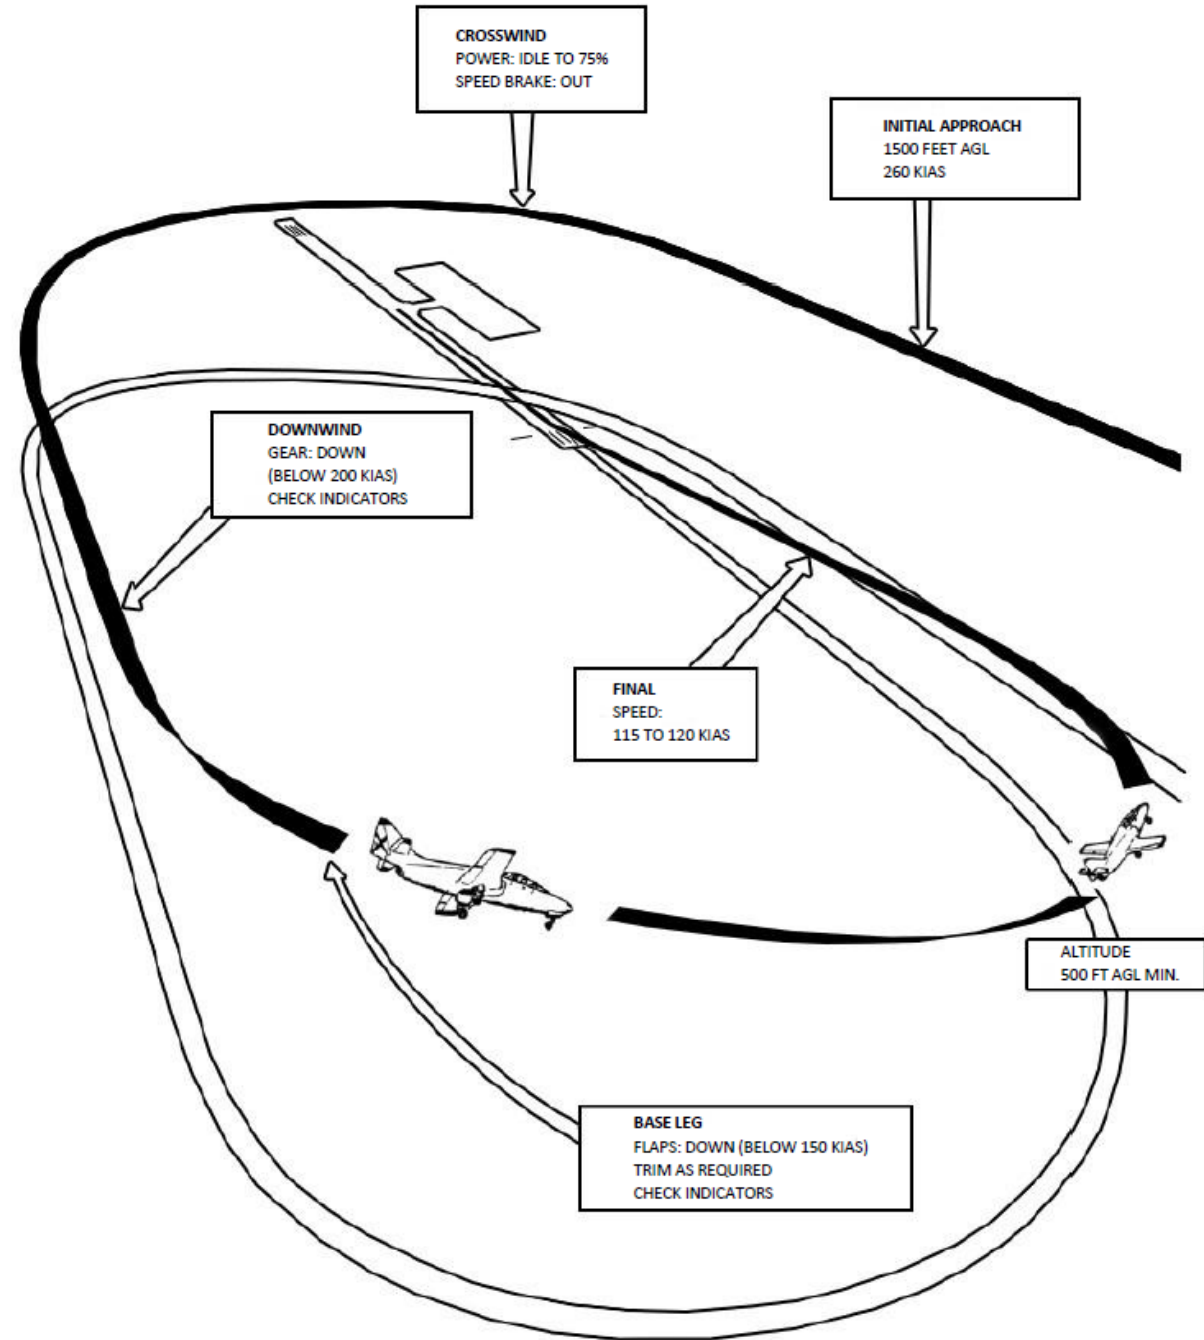 CROSSWIND
POWER: IDLE TO 75%
SPEED BRAKE: OUT
INITIAL APPROACH
1500 FEET AGL
260 KIAS
DOWNWIND
GEAR: DOWN
(BELOW 200 KIAS)
CHECK INDICATORS
FINAL
SPEED:
115 TO 120 KIAS
ALTITUDE
500 FT AGL MIN.
BASE LEG
FLAPS: DOWN (BELOW 150 KIAS)
TRIM AS REQUIRED
CHECK INDICATORS